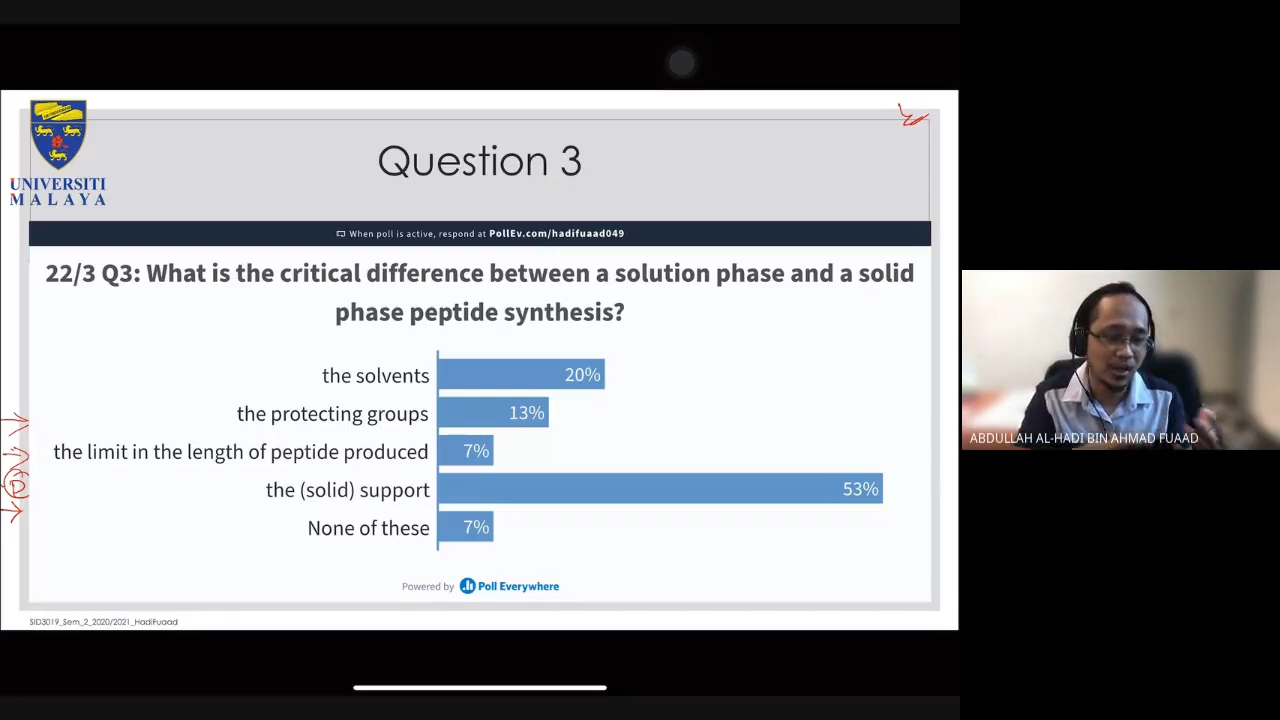 UNIVERSITI
MALAYA
Question 3
When poll is active, respond at PollEv.com/hadifuaad049
22/3 Q3: What is the critical difference between a solution phase and a solid
phase peptide synthesis?
the solvents 20%
the protecting groups 13%
the limit in the length of peptide produced 7%
the (solid) support 53%
None of these 7%
Powered by Poll Everywhere
SID3019_Sem_2_2020/2021_HadiFuaad
ABDULLAH AL-HADI BIN AHMAD FUAAD